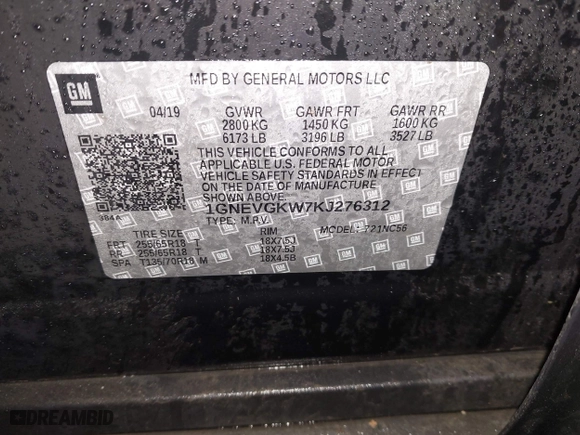 GM
MFD BY GENERAL MOTORS LLC
04/19 GVWR GAWR FRT GAWR RR
2800 KG 1450 KG 1600 KG
6173 LB 3196 LB 3527 LB
THIS VEHICLE CONFORMS TO ALL
APPLICABLE U.S. FEDERAL MOTOR
VEHICLE SAFETY STANDARDS IN EFFECT
ON THE DATE OF MANUFACTURE
SHOWN ABOVE.
1GNEVGKW7KJ276312
384A TYPE: M.P.V. MODEL: 721NC56
TIRE SIZE RIM
FRT 255/65R18 T 18X7.5J
RR 255/65R18 T 18X7.5J
SPA T135/70R18 M 18X4.5B
DREAMBID